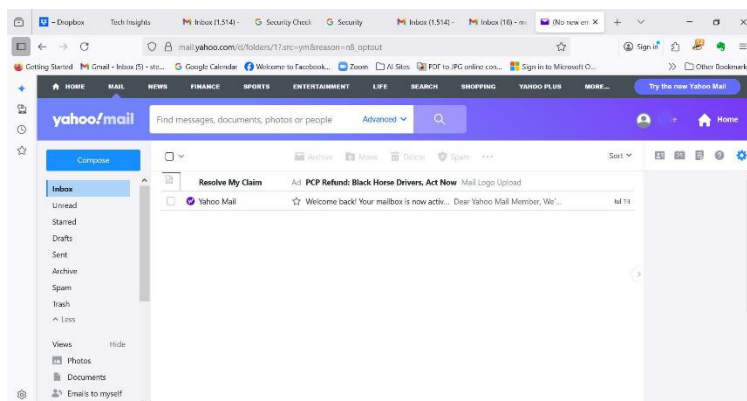 - Dropbox Tech Insights Inbox (1,514) - Security Check Security Inbox (1,514) - Inbox (18) - (No new em
mail.yahoo.com/d/folders/1?.src=ym&reason=n8_optout Sign in
Getting Started Gmail - Inbox (5) - ste... Google Calendar Welcome to Facebook... Zoom AI Sites PDF to JPG online con... Sign in to Microsoft O... Other Bookmark
HOME MAIL NEWS FINANCE SPORTS ENTERTAINMENT LIFE SEARCH SHOPPING YAHOO PLUS MORE... Try the new Yahoo Mail
yahoo!mail Find messages, documents, photos or people Advanced Home
Compose Archive Move Delete Spam Sort
Resolve My Claim Ad PCP Refund: Black Horse Drivers, Act Now Mail Logo Upload
Inbox
Yahoo Mail Welcome back! Your mailbox is now activ... Dear Yahoo Mail Member, We'... Jul 13
Unread
Starred
Drafts
Sent
Archive
Spam
Trash
Less
Views Hide
Photos
Documents
Emails to myself